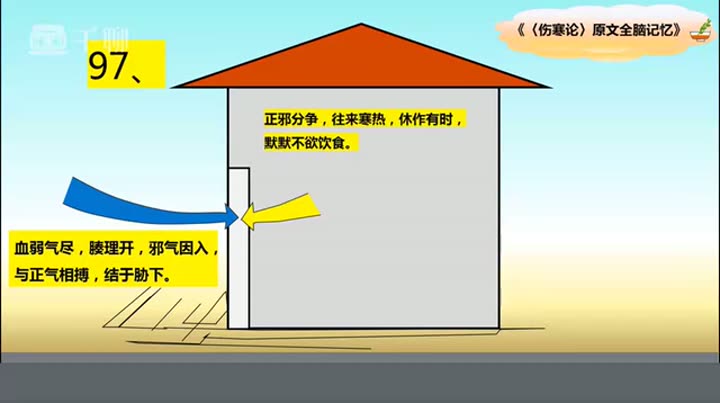 千聊
《〈伤寒论〉原文全脑记忆》
97、
正邪分争，往来寒热，休作有时，
默默不欲饮食。
血弱气尽，腠理开，邪气因入，
与正气相搏，结于胁下。